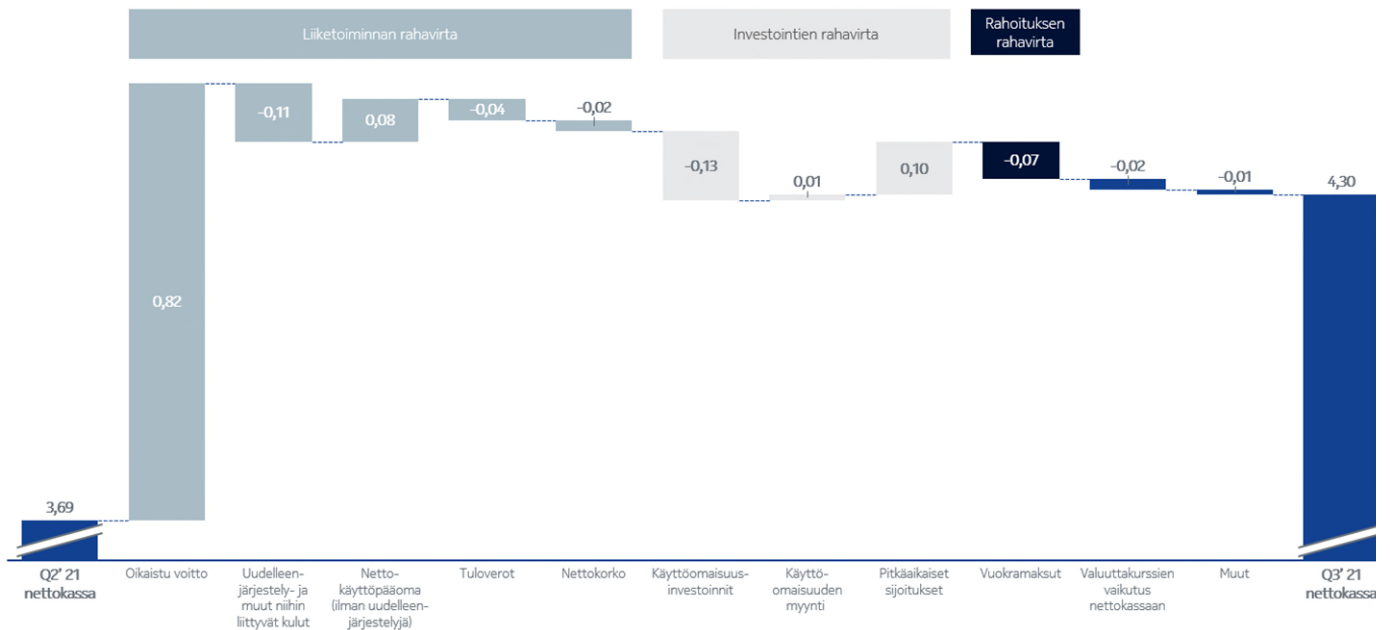 Liiketoiminnan rahavirta
Investointien rahavirta
Rahoituksen
rahavirta
3,69
0,82
-0,11
0,08
-0,04
-0,02
-0,13
0,01
0,10
-0,07
-0,02
-0,01
4,30
Q2' 21
nettokassa
Oikaistu voitto
Uudelleen-
järjestely- ja
muut niihin
liittyvät kulut
Netto-
käyttöpääoma
(ilman uudelleen-
järjestelyjä)
Tuloverot
Nettokorko
Käyttöomaisuus-
investoinnit
Käyttö-
omaisuuden
myynti
Pitkäaikaiset
sijoitukset
Vuokramaksut
Valuuttakurssien
vaikutus
nettokassaan
Muut
Q3' 21
nettokassa